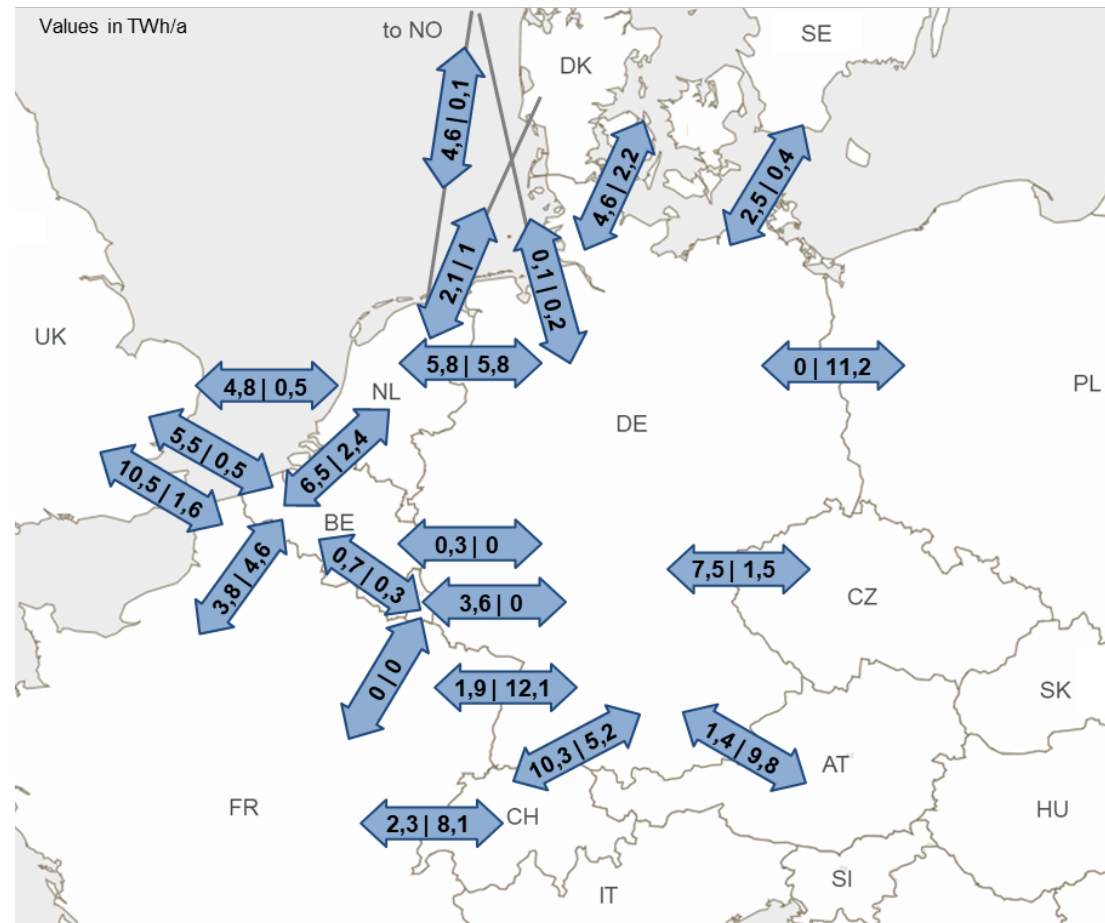 Values in TWh/a
to NO
SE
DK
4,6 | 0,1
4,6 | 2,2
2,5 | 0,4
2,1 | 1
0,1 | 0,2
UK
5,8 | 5,8
0 | 11,2
4,8 | 0,5
NL
PL
DE
5,5 | 0,5
6,5 | 2,4
10,5 | 1,6
BE
0,3 | 0
3,8 | 4,6
0,7 | 0,3
7,5 | 1,5
CZ
3,6 | 0
0 | 0
1,9 | 12,1
SK
10,3 | 5,2
1,4 | 9,8
AT
FR
2,3 | 8,1
CH
HU
SI
IT